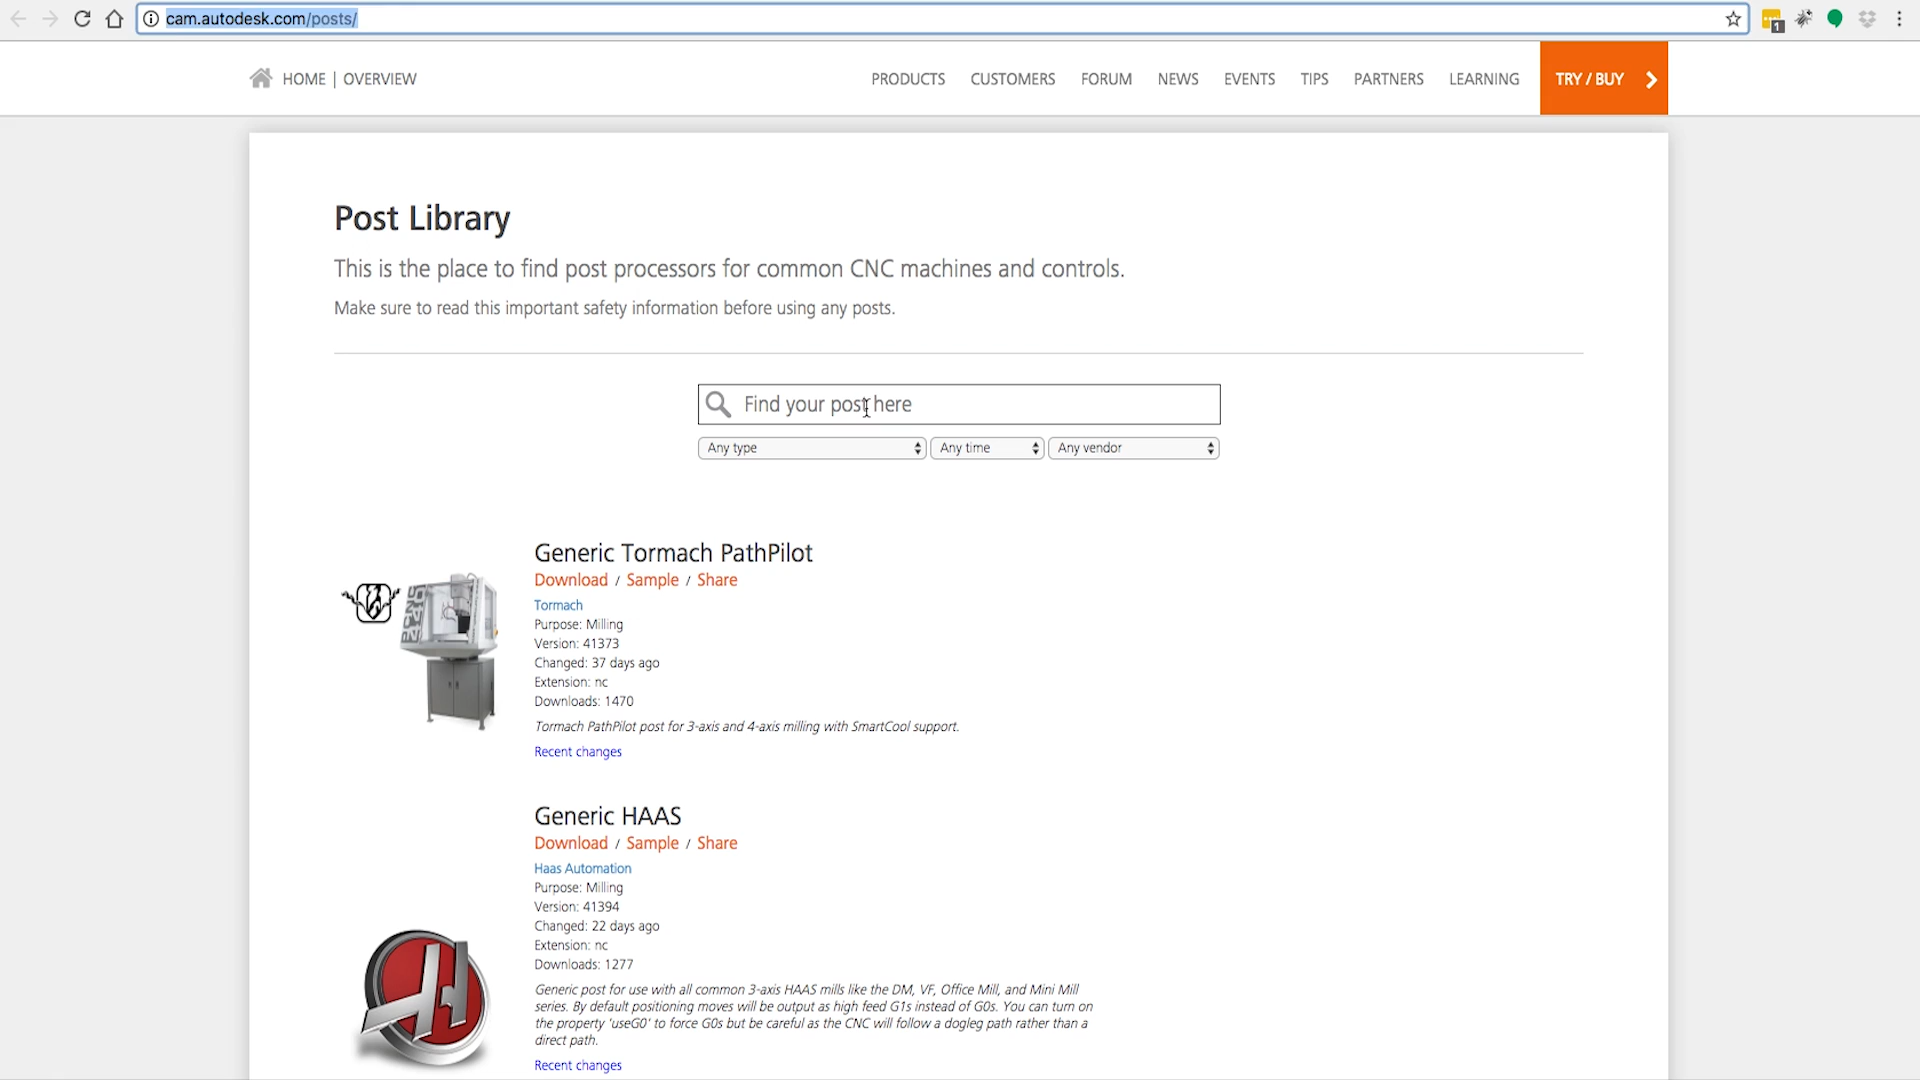 cam.autodesk.com/posts/
1
HOME | OVERVIEW
PRODUCTS CUSTOMERS FORUM NEWS EVENTS TIPS PARTNERS LEARNING TRY / BUY
Post Library
This is the place to find post processors for common CNC machines and controls.
Make sure to read this important safety information before using any posts.
Find your post here
Any type Any time Any vendor
Generic Tormach PathPilot
Download / Sample / Share
Tormach
Purpose: Milling
Version: 41373
Changed: 37 days ago
Extension: nc
Downloads: 1470
Tormach PathPilot post for 3-axis and 4-axis milling with SmartCool support.
Recent changes
Generic HAAS
Download / Sample / Share
Haas Automation
Purpose: Milling
Version: 41394
Changed: 22 days ago
Extension: nc
Downloads: 1277
Generic post for use with all common 3-axis HAAS mills like the DM, VF, Office Mill, and Mini Mill
series. By default positioning moves will be output as high feed G1s instead of G0s. You can turn on
the property 'useG0' to force G0s but be careful as the CNC will follow a dogleg path rather than a
direct path.
Recent changes